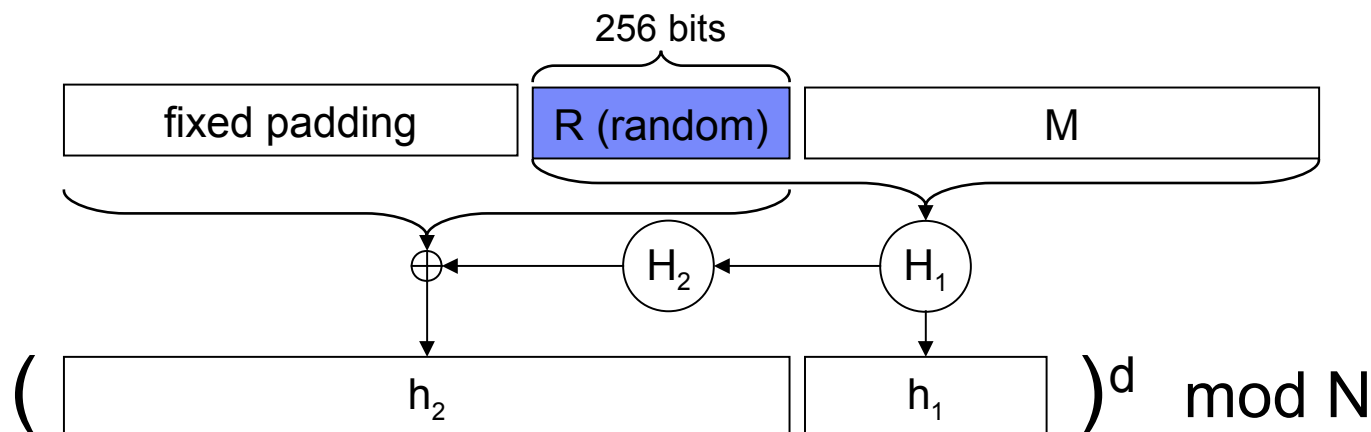 256 bits
fixed padding R (random) M
H₂ H₁
( h₂ h₁ )ᵈ mod N